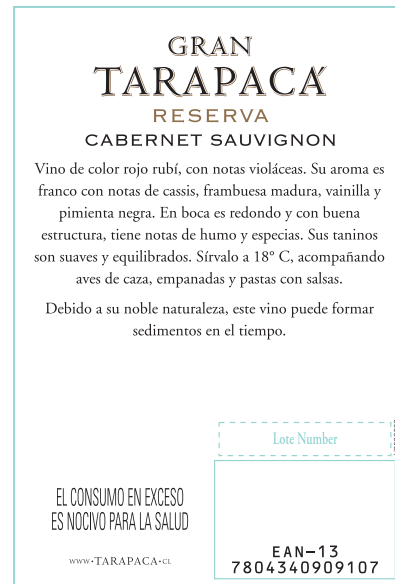 GRAN
TARAPACÁ
RESERVA
CABERNET SAUVIGNON
Vino de color rojo rubí, con notas violáceas. Su aroma es
franco con notas de cassis, frambuesa madura, vainilla y
pimienta negra. En boca es redondo y con buena
estructura, tiene notas de humo y especias. Sus taninos
son suaves y equilibrados. Sírvalo a 18° C, acompañando
aves de caza, empanadas y pastas con salsas.
Debido a su noble naturaleza, este vino puede formar
sedimentos en el tiempo.
Lote Number
EL CONSUMO EN EXCESO
ES NOCIVO PARA LA SALUD
WWW·TARAPACA·CL
EAN-13
7804340909107